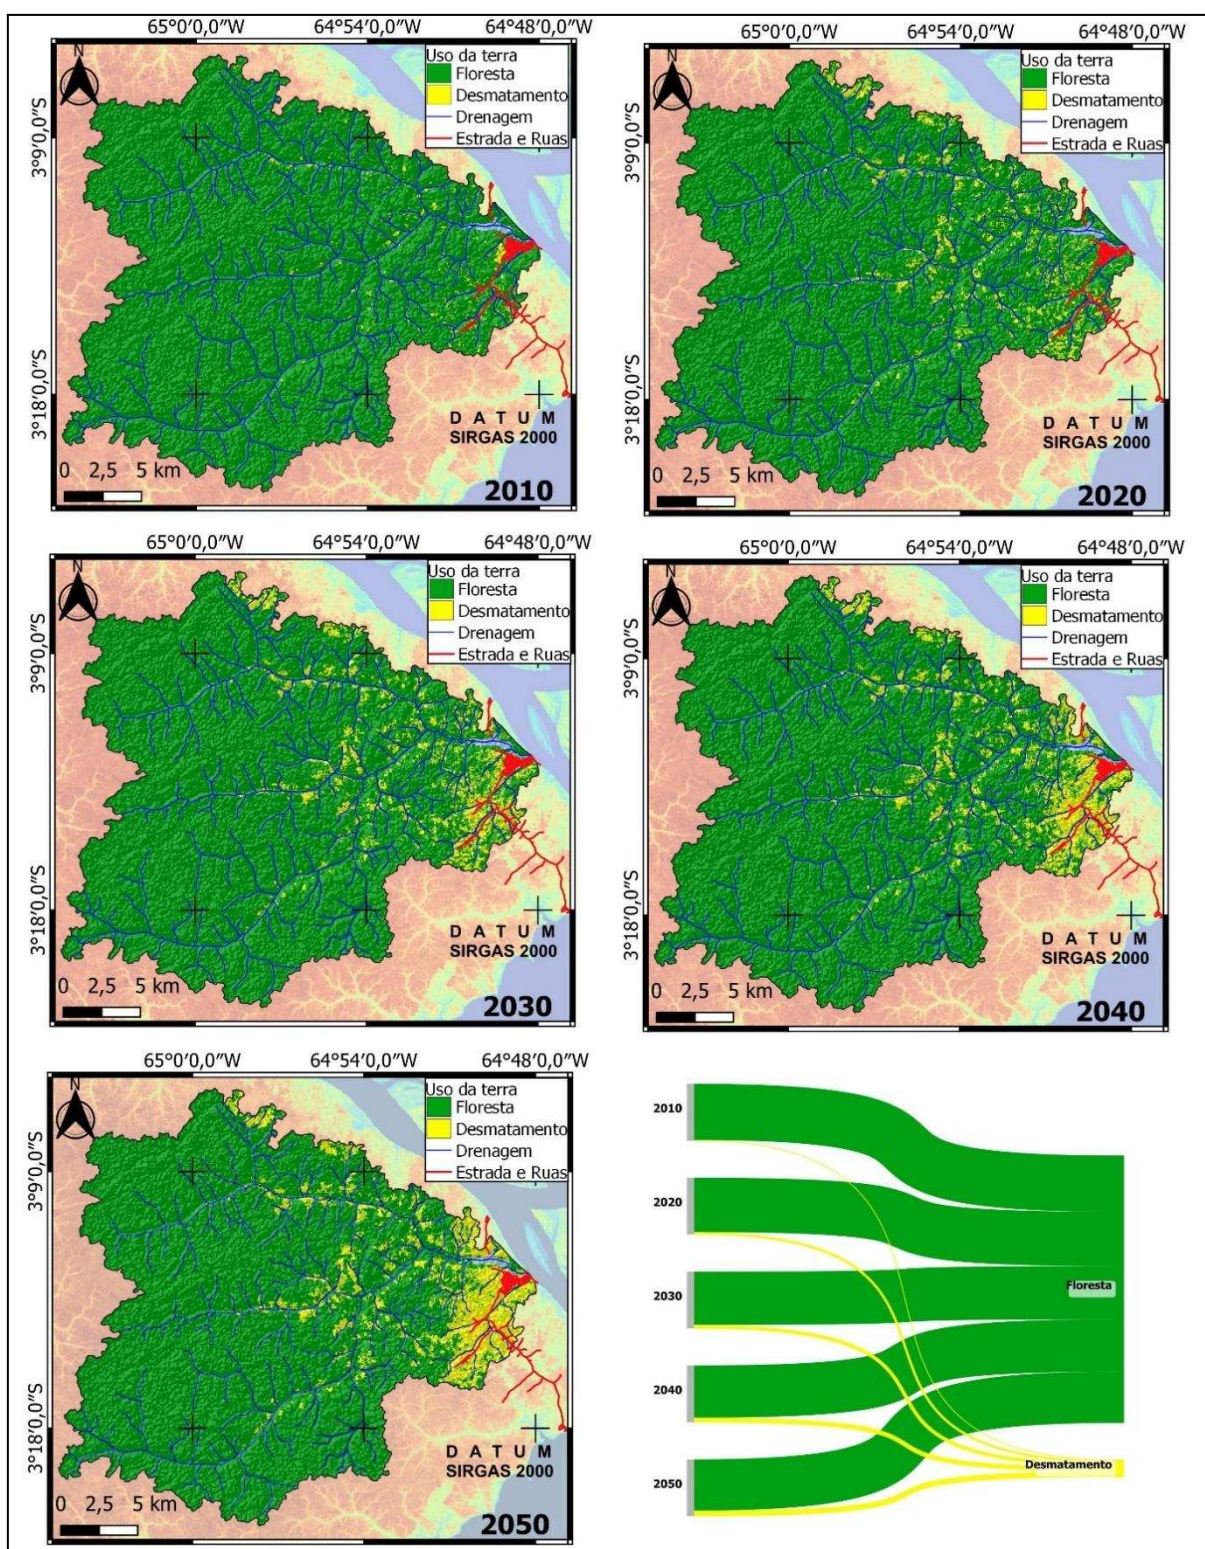 65°0'0,0"W 64°54'0,0"W 64°48'0,0"W
N
Uso da terra
Floresta
Desmatamento
Drenagem
Estrada e Ruas
3°9'0,0"S
3°18'0,0"S
D A T U M
SIRGAS 2000
0 2,5 5 km
2010
65°0'0,0"W 64°54'0,0"W 64°48'0,0"W
N
Uso da terra
Floresta
Desmatamento
Drenagem
Estrada e Ruas
3°9'0,0"S
3°18'0,0"S
D A T U M
SIRGAS 2000
0 2,5 5 km
2020
65°0'0,0"W 64°54'0,0"W 64°48'0,0"W
N
Uso da terra
Floresta
Desmatamento
Drenagem
Estrada e Ruas
3°9'0,0"S
3°18'0,0"S
D A T U M
SIRGAS 2000
0 2,5 5 km
2030
65°0'0,0"W 64°54'0,0"W 64°48'0,0"W
N
Uso da terra
Floresta
Desmatamento
Drenagem
Estrada e Ruas
3°9'0,0"S
3°18'0,0"S
D A T U M
SIRGAS 2000
0 2,5 5 km
2040
65°0'0,0"W 64°54'0,0"W 64°48'0,0"W
N
Uso da terra
Floresta
Desmatamento
Drenagem
Estrada e Ruas
3°9'0,0"S
3°18'0,0"S
D A T U M
SIRGAS 2000
0 2,5 5 km
2050
2010
2020
2030
2040
2050
Floresta
Desmatamento